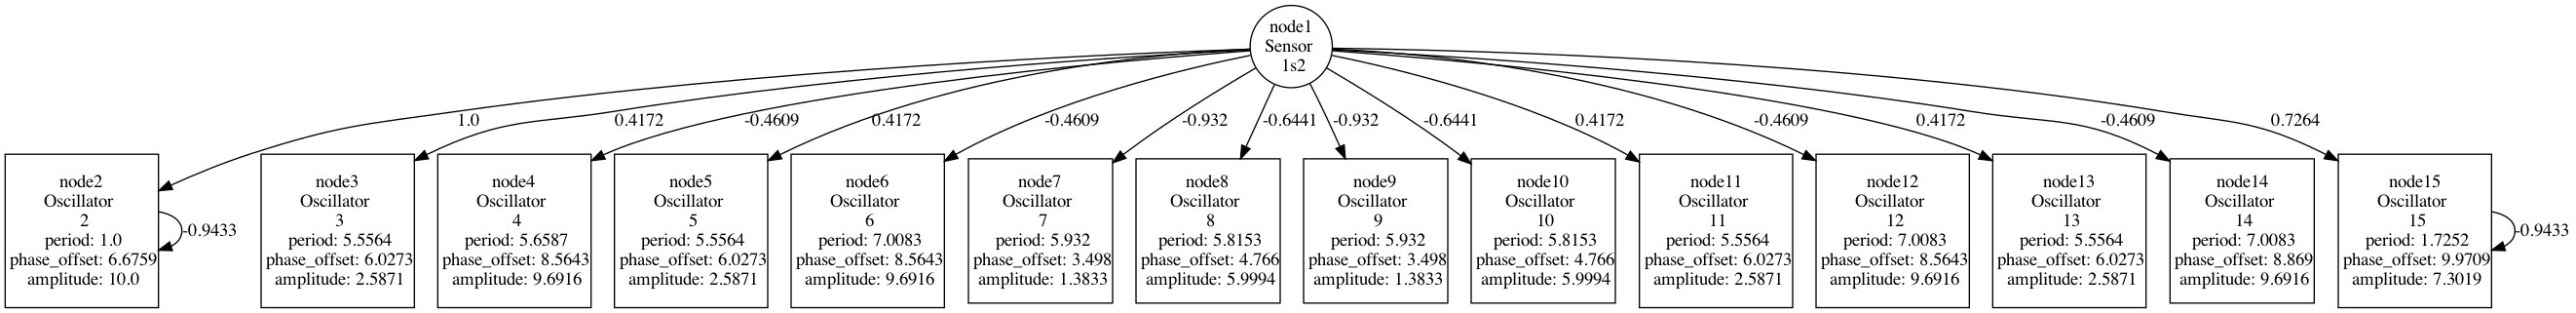 node1
Sensor
1s2
1.0
0.4172
-0.4609
0.4172
-0.4609
-0.932
-0.6441
-0.932
-0.6441
0.4172
-0.4609
0.4172
-0.4609
0.7264
node2
Oscillator
2
period: 1.0
phase_offset: 6.6759
amplitude: 10.0
-0.9433
node3
Oscillator
3
period: 5.5564
phase_offset: 6.0273
amplitude: 2.5871
node4
Oscillator
4
period: 5.6587
phase_offset: 8.5643
amplitude: 9.6916
node5
Oscillator
5
period: 5.5564
phase_offset: 6.0273
amplitude: 2.5871
node6
Oscillator
6
period: 7.0083
phase_offset: 8.5643
amplitude: 9.6916
node7
Oscillator
7
period: 5.932
phase_offset: 3.498
amplitude: 1.3833
node8
Oscillator
8
period: 5.8153
phase_offset: 4.766
amplitude: 5.9994
node9
Oscillator
9
period: 5.932
phase_offset: 3.498
amplitude: 1.3833
node10
Oscillator
10
period: 5.8153
phase_offset: 4.766
amplitude: 5.9994
node11
Oscillator
11
period: 5.5564
phase_offset: 6.0273
amplitude: 2.5871
node12
Oscillator
12
period: 7.0083
phase_offset: 8.5643
amplitude: 9.6916
node13
Oscillator
13
period: 5.5564
phase_offset: 6.0273
amplitude: 2.5871
node14
Oscillator
14
period: 7.0083
phase_offset: 8.869
amplitude: 9.6916
node15
Oscillator
15
period: 1.7252
phase_offset: 9.9709
amplitude: 7.3019
-0.9433